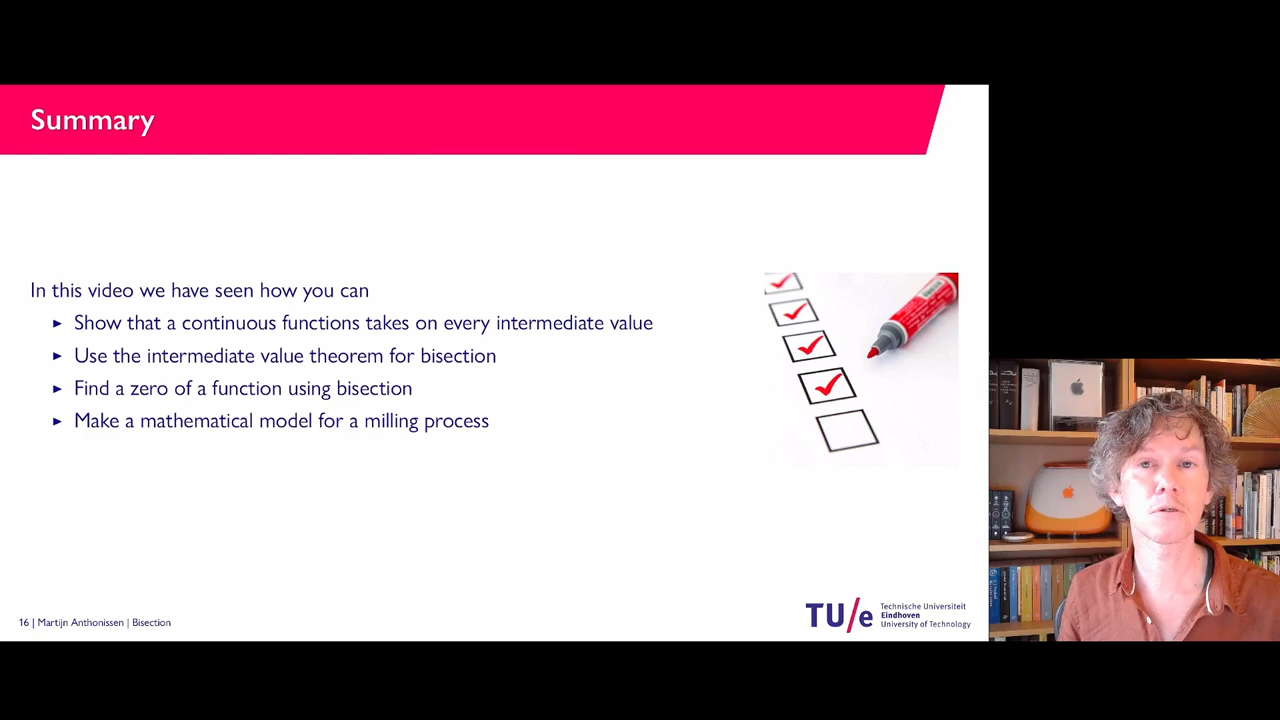 Summary
In this video we have seen how you can
▸ Show that a continuous functions takes on every intermediate value
▸ Use the intermediate value theorem for bisection
▸ Find a zero of a function using bisection
▸ Make a mathematical model for a milling process
16 | Martijn Anthonissen | Bisection
TU/e
Technische Universiteit
Eindhoven
University of Technology